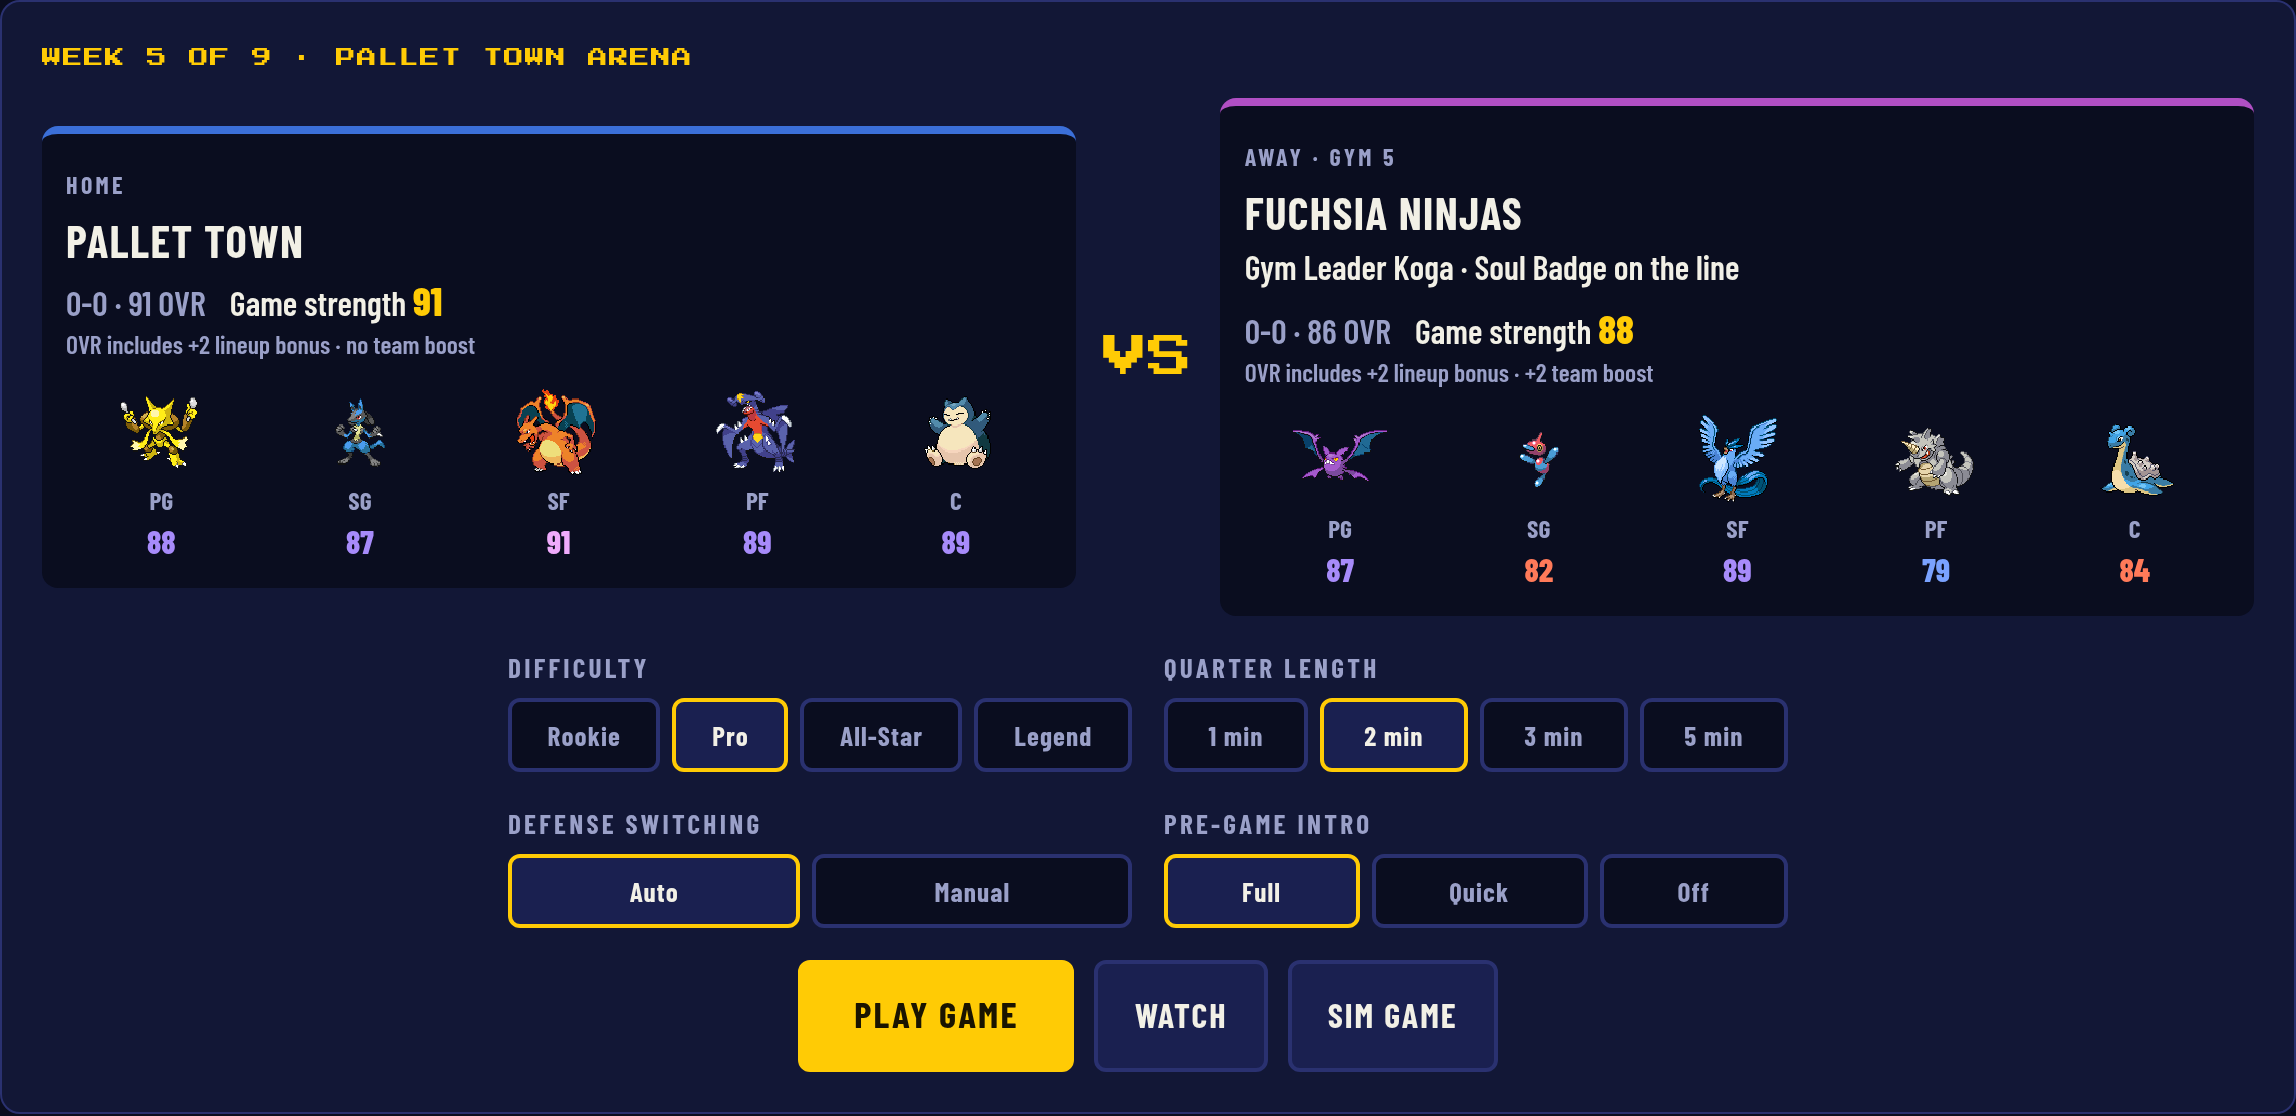 WEEK 5 OF 9 · PALLET TOWN ARENA
HOME
PALLET TOWN
0-0 · 91 OVR Game strength 91
OVR includes +2 lineup bonus · no team boost
PG SG SF PF C
88 87 91 89 89
VS
AWAY · GYM 5
FUCHSIA NINJAS
Gym Leader Koga · Soul Badge on the line
0-0 · 86 OVR Game strength 88
OVR includes +2 lineup bonus · +2 team boost
PG SG SF PF C
87 82 89 79 84
DIFFICULTY
Rookie Pro All-Star Legend
QUARTER LENGTH
1 min 2 min 3 min 5 min
DEFENSE SWITCHING
Auto Manual
PRE-GAME INTRO
Full Quick Off
PLAY GAME WATCH SIM GAME